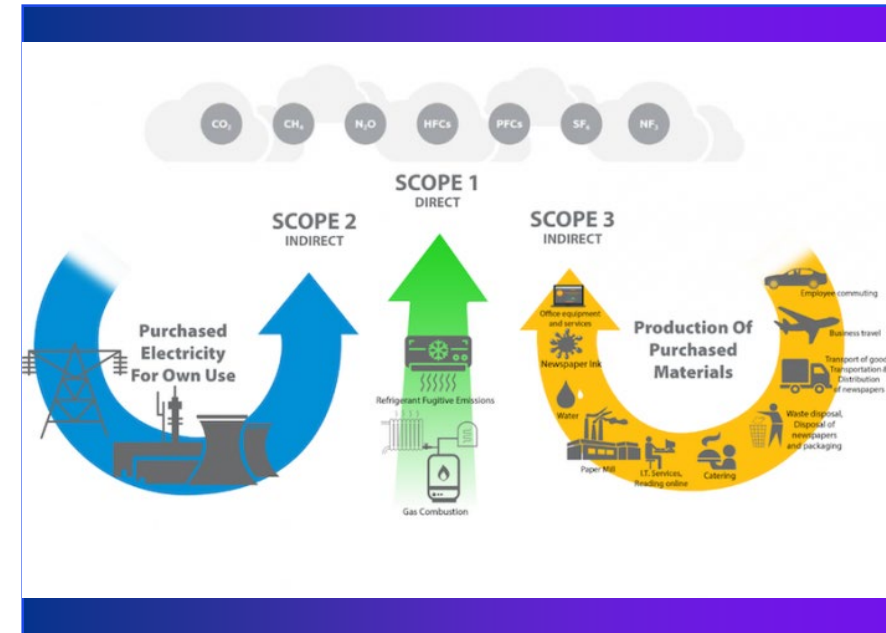 CO₂
CH₄
N₂O
HFCs
PFCs
SF₆
NF₃
SCOPE 1
DIRECT
SCOPE 2
INDIRECT
SCOPE 3
INDIRECT
Purchased
Electricity
For Own Use
Refrigerant Fugitive Emissions
Gas Combustion
Office equipment
and services
Newspaper Ink
Water
Paper Mill
I.T. Services,
Reading online
Catering
Production Of
Purchased
Materials
Employee commuting
Business travel
Transport of good
Transportation &
Distribution
of newspapers
Waste disposal,
Disposal of
newspapers
and packaging